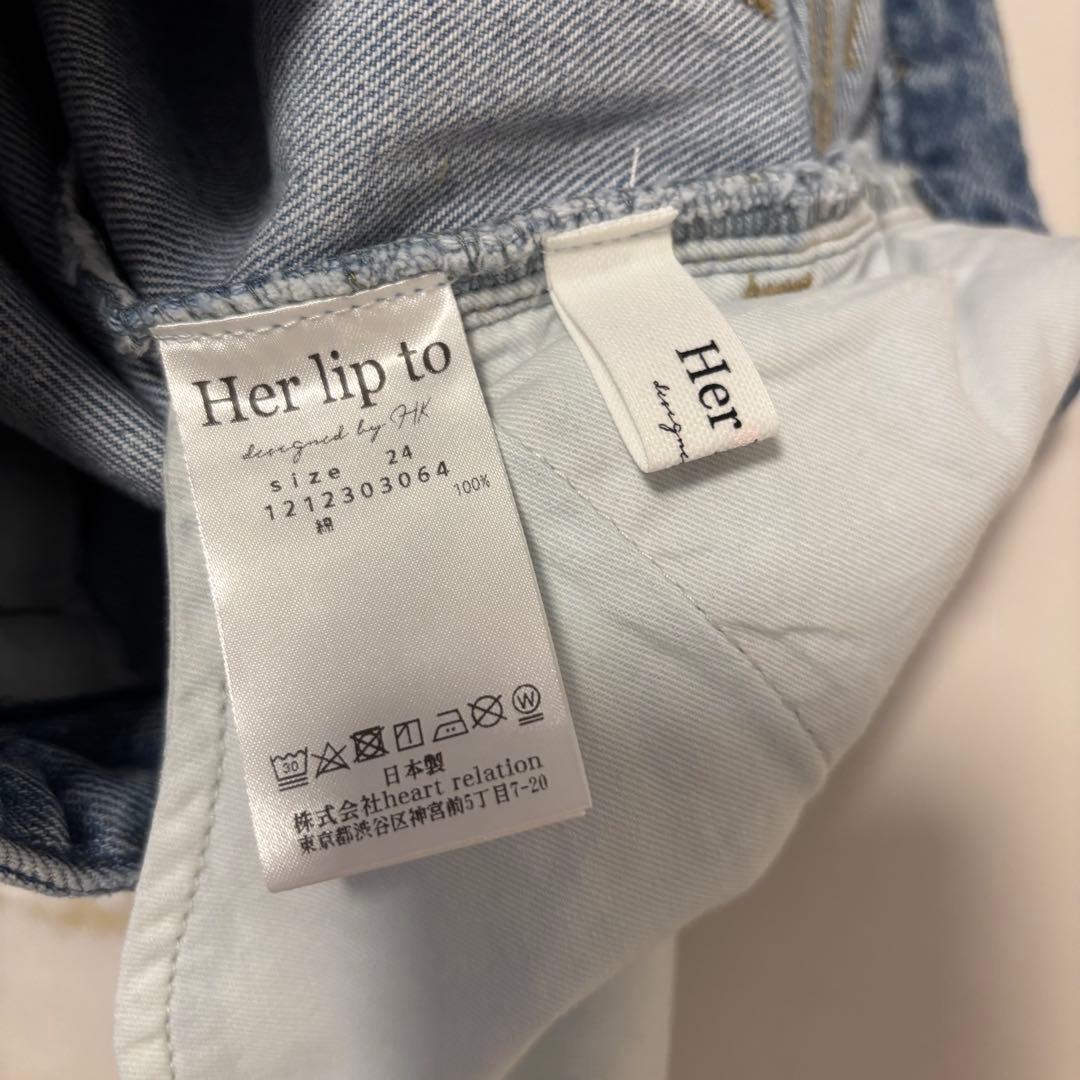 Her lip to
designed by HK
size 24
1212303064
綿 100%
30
W
日本製
株式会社heart relation
東京都渋谷区神宮前5丁目7-20
Her
designe